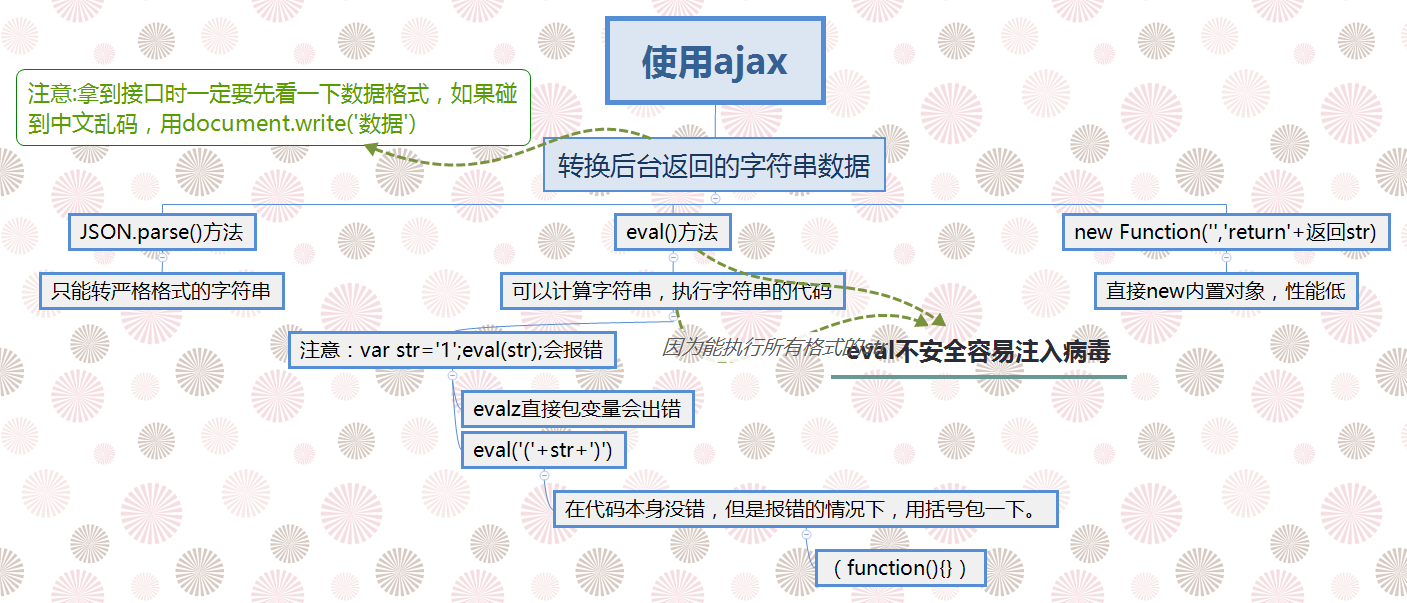 使用ajax
注意:拿到接口时一定要先看一下数据格式，如果碰
到中文乱码，用document.write('数据')
转换后台返回的字符串数据
JSON.parse()方法
eval()方法
new Function('','return'+返回str)
只能转严格格式的字符串
可以计算字符串，执行字符串的代码
直接new内置对象，性能低
注意：var str='1';eval(str);会报错
因为能执行所有格式的str
eval不安全容易注入病毒
evalz直接包变量会出错
eval('('+str+')')
在代码本身没错，但是报错的情况下，用括号包一下。
（function(){}）